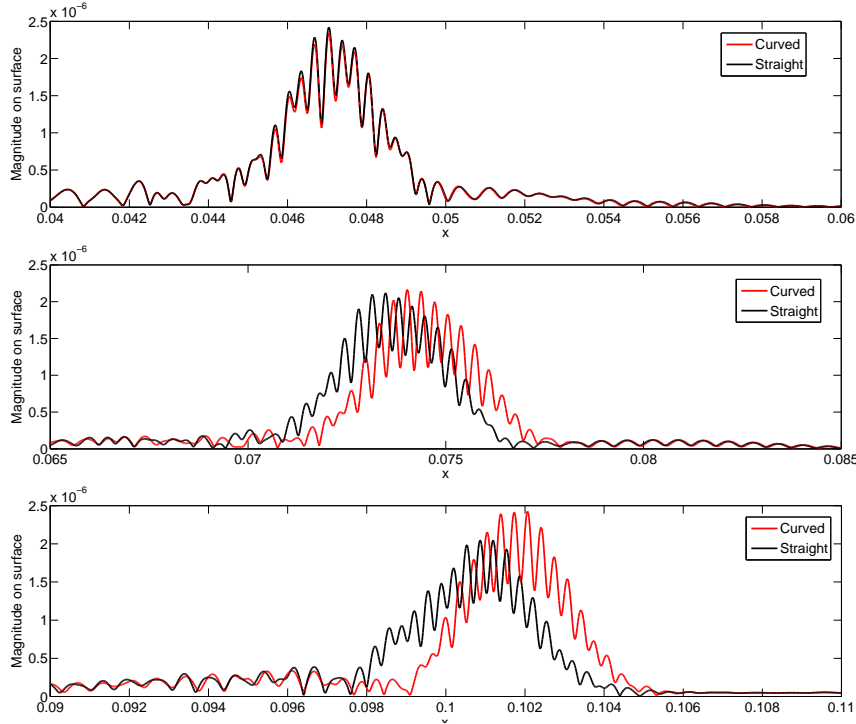 x 10⁻⁶
2.5
2
1.5
1
0.5
0
Magnitude on surface
Curved
Straight
0.04 0.042 0.044 0.046 0.048 0.05 0.052 0.054 0.056 0.058 0.06
x
x 10⁻⁶
2.5
2
1.5
1
0.5
0
Magnitude on surface
Curved
Straight
0.065 0.07 0.075 0.08 0.085
x
x 10⁻⁶
2.5
2
1.5
1
0.5
0
Magnitude on surface
Curved
Straight
0.09 0.092 0.094 0.096 0.098 0.1 0.102 0.104 0.106 0.108 0.11
x